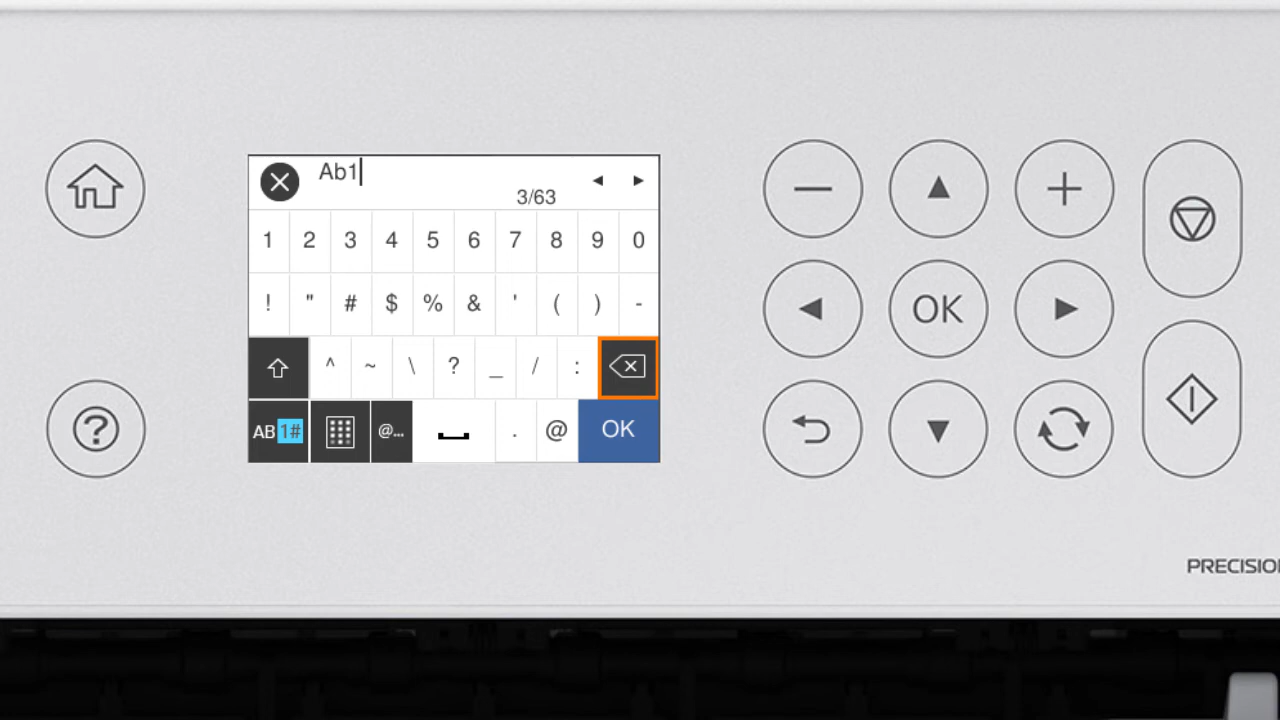 Ab1
3/63
1 2 3 4 5 6 7 8 9 0
! " # $ % & ' ( ) -
^ ~ \ ? _ / :
AB 1# @... . @ OK
OK
PRECISIO